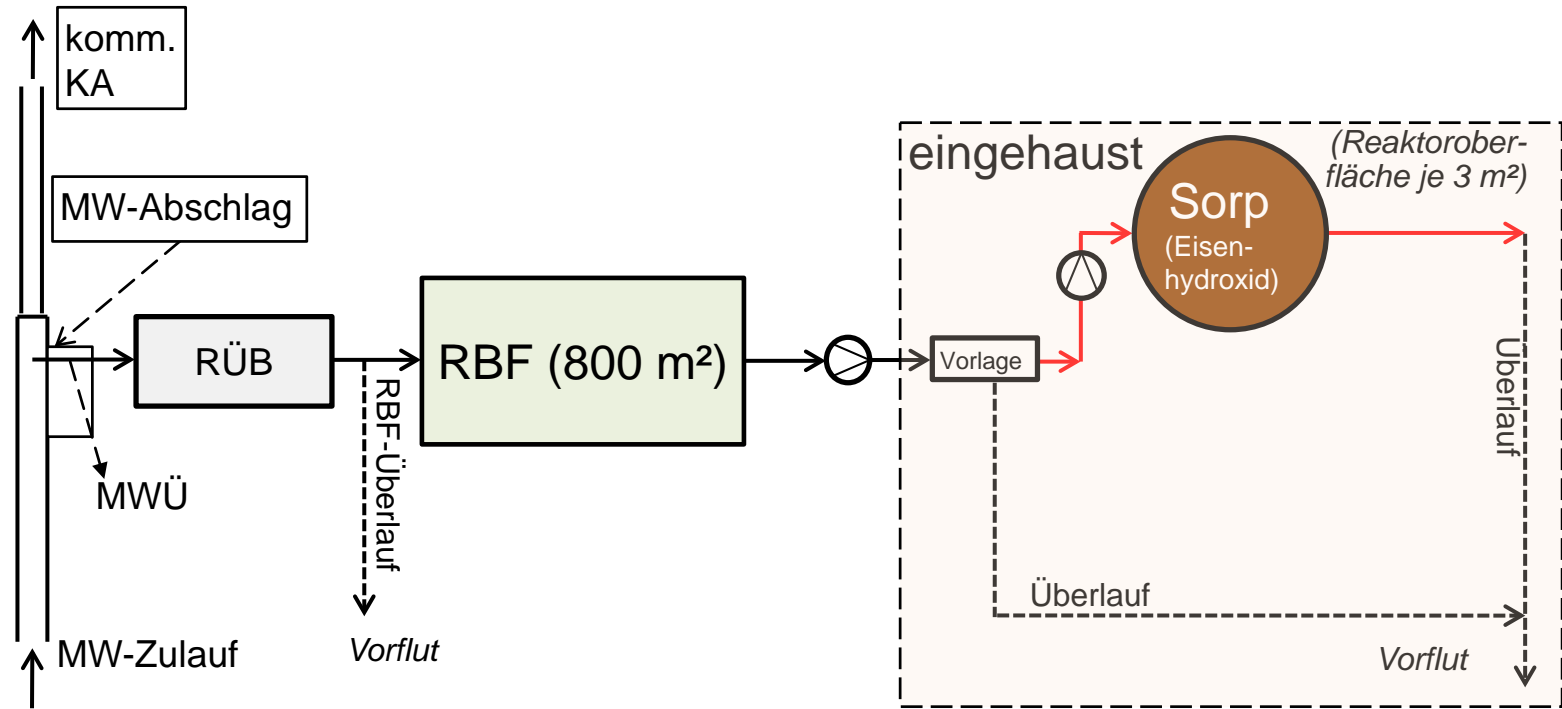 komm.
KA
MW-Abschlag
RÜB
MWÜ
MW-Zulauf
RBF-Überlauf
Vorflut
RBF (800 m²)
eingehaust
Vorlage
Sorp
(Eisen-
hydroxid)
(Reaktorober-
fläche je 3 m²)
Überlauf
Überlauf
Vorflut